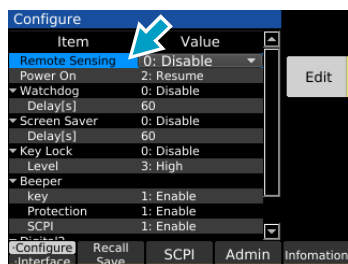 Configure
Item Value
Remote Sensing 0: Disable
Power On 2: Resume
Watchdog 0: Disable
Delay[s] 60
Screen Saver 0: Disable
Delay[s] 60
Key Lock 0: Disable
Level 3: High
Beeper
key 1: Enable
Protection 1: Enable
SCPI 1: Enable
Edit
Configure Recall SCPI Admin Infomation
Interface Save